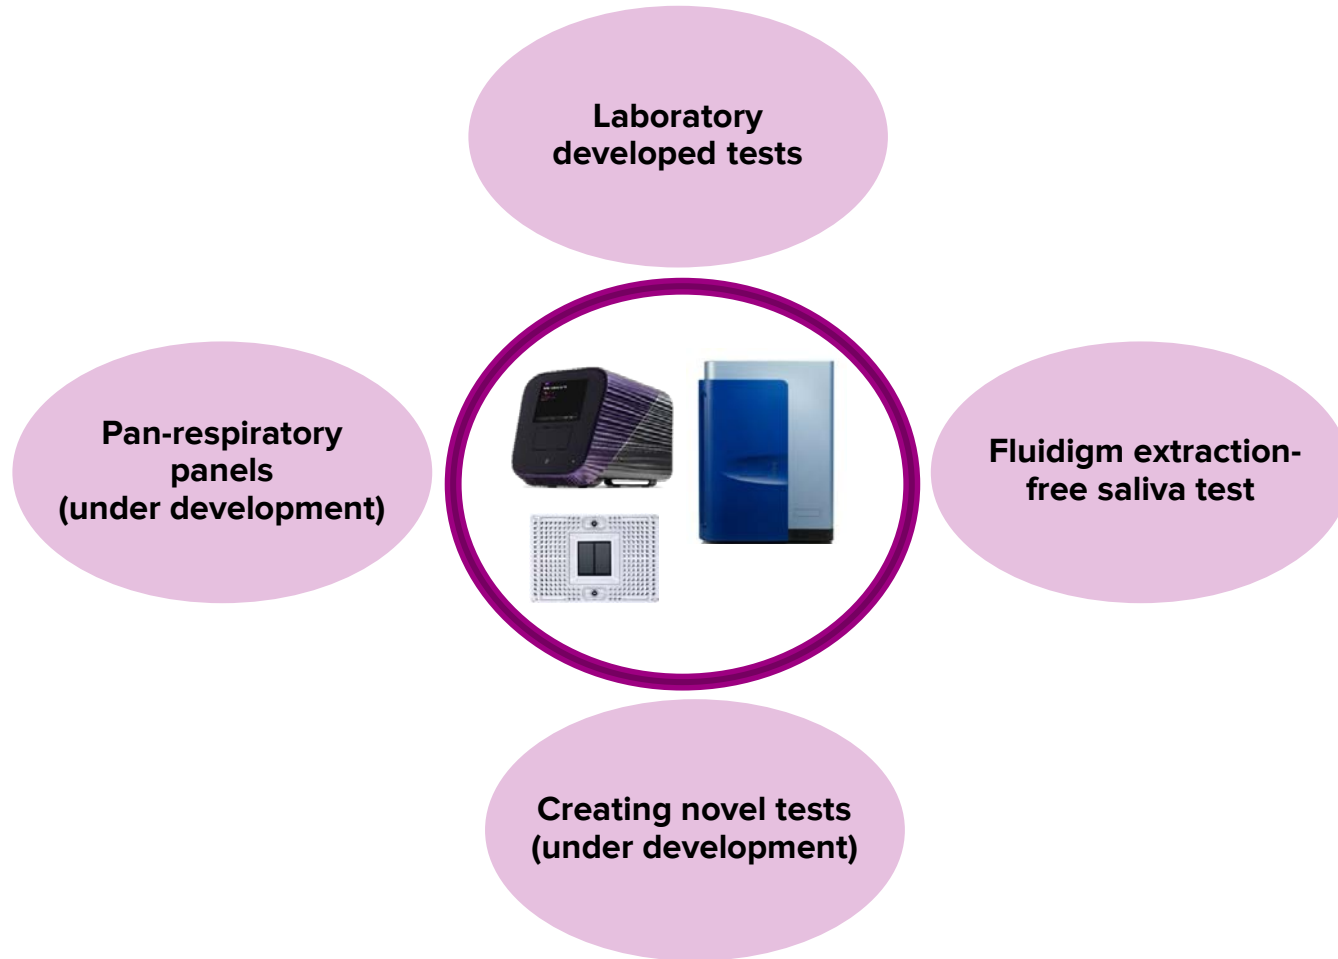 Laboratory
developed tests
Pan-respiratory
panels
(under development)
Fluidigm extraction-
free saliva test
Creating novel tests
(under development)